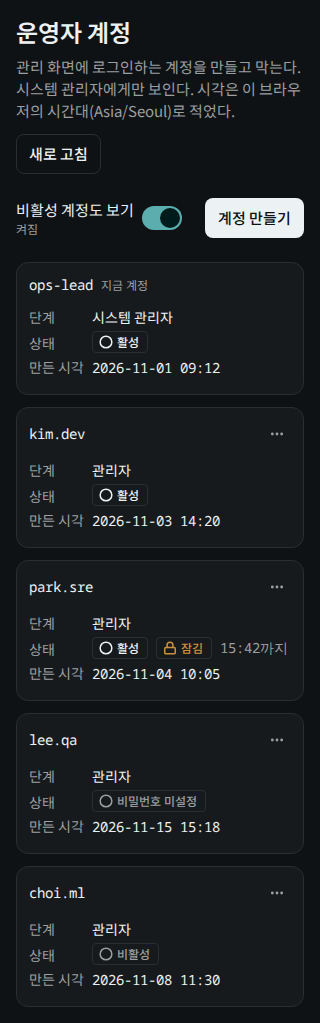 운영자 계정
관리 화면에 로그인하는 계정을 만들고 막는다.
시스템 관리자에게만 보인다. 시각은 이 브라우
저의 시간대(Asia/Seoul)로 적었다.
새로 고침
비활성 계정도 보기
켜짐
계정 만들기
ops-lead 지금 계정
단계 시스템 관리자
상태 활성
만든 시각 2026-11-01 09:12
kim.dev
단계 관리자
상태 활성
만든 시각 2026-11-03 14:20
park.sre
단계 관리자
상태 활성 잠김 15:42까지
만든 시각 2026-11-04 10:05
lee.qa
단계 관리자
상태 비밀번호 미설정
만든 시각 2026-11-15 15:18
choi.ml
단계 관리자
상태 비활성
만든 시각 2026-11-08 11:30